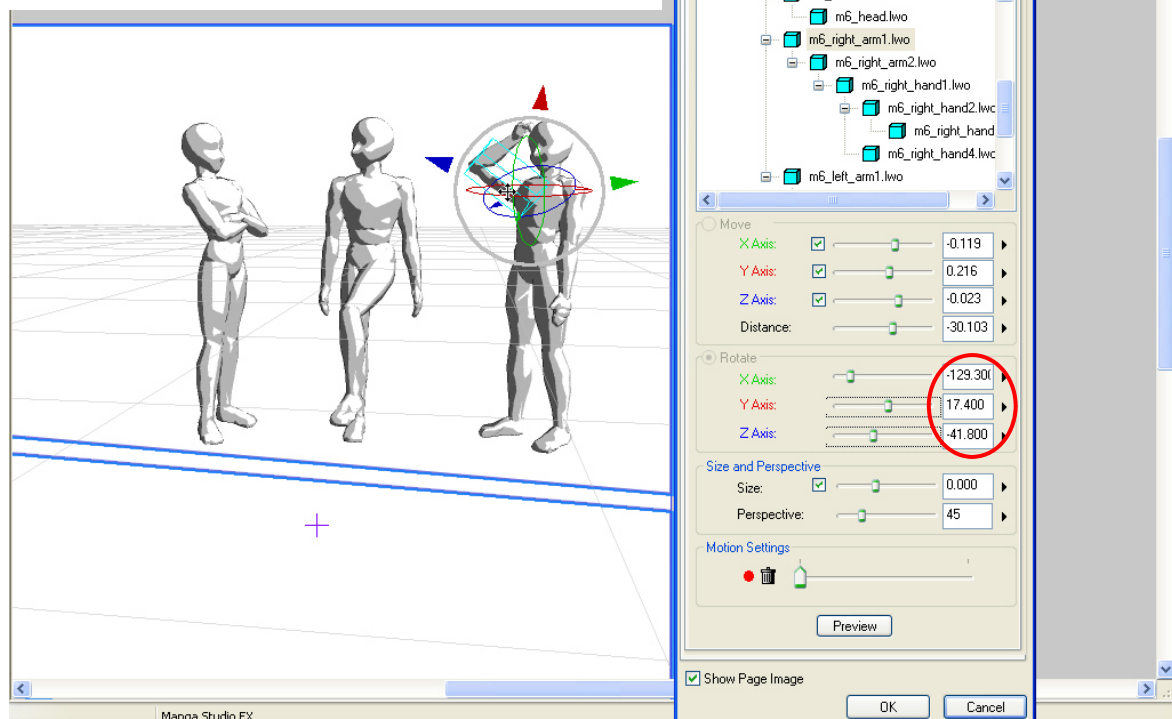 m6_head.lwo
m6_right_arm1.lwo
m6_right_arm2.lwo
m6_right_hand1.lwo
m6_right_hand2.lwo
m6_right_hand
m6_right_hand4.lwo
m6_left_arm1.lwo
Move
X Axis: -0.119
Y Axis: 0.216
Z Axis: -0.023
Distance: -30.103
Rotate
X Axis: -129.300
Y Axis: 17.400
Z Axis: -41.800
Size and Perspective
Size: 0.000
Perspective: 45
Motion Settings
Preview
Show Page Image
OK Cancel
Manga Studio EX